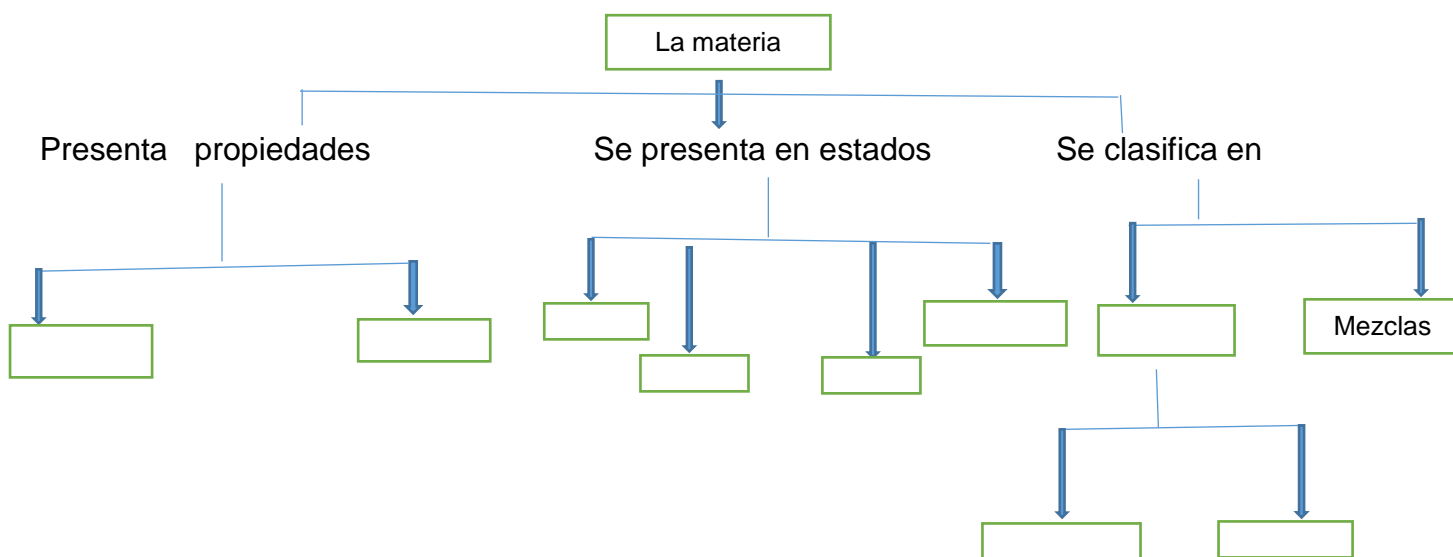 La materia
Presenta propiedades
Se presenta en estados
Se clasifica en
Mezclas